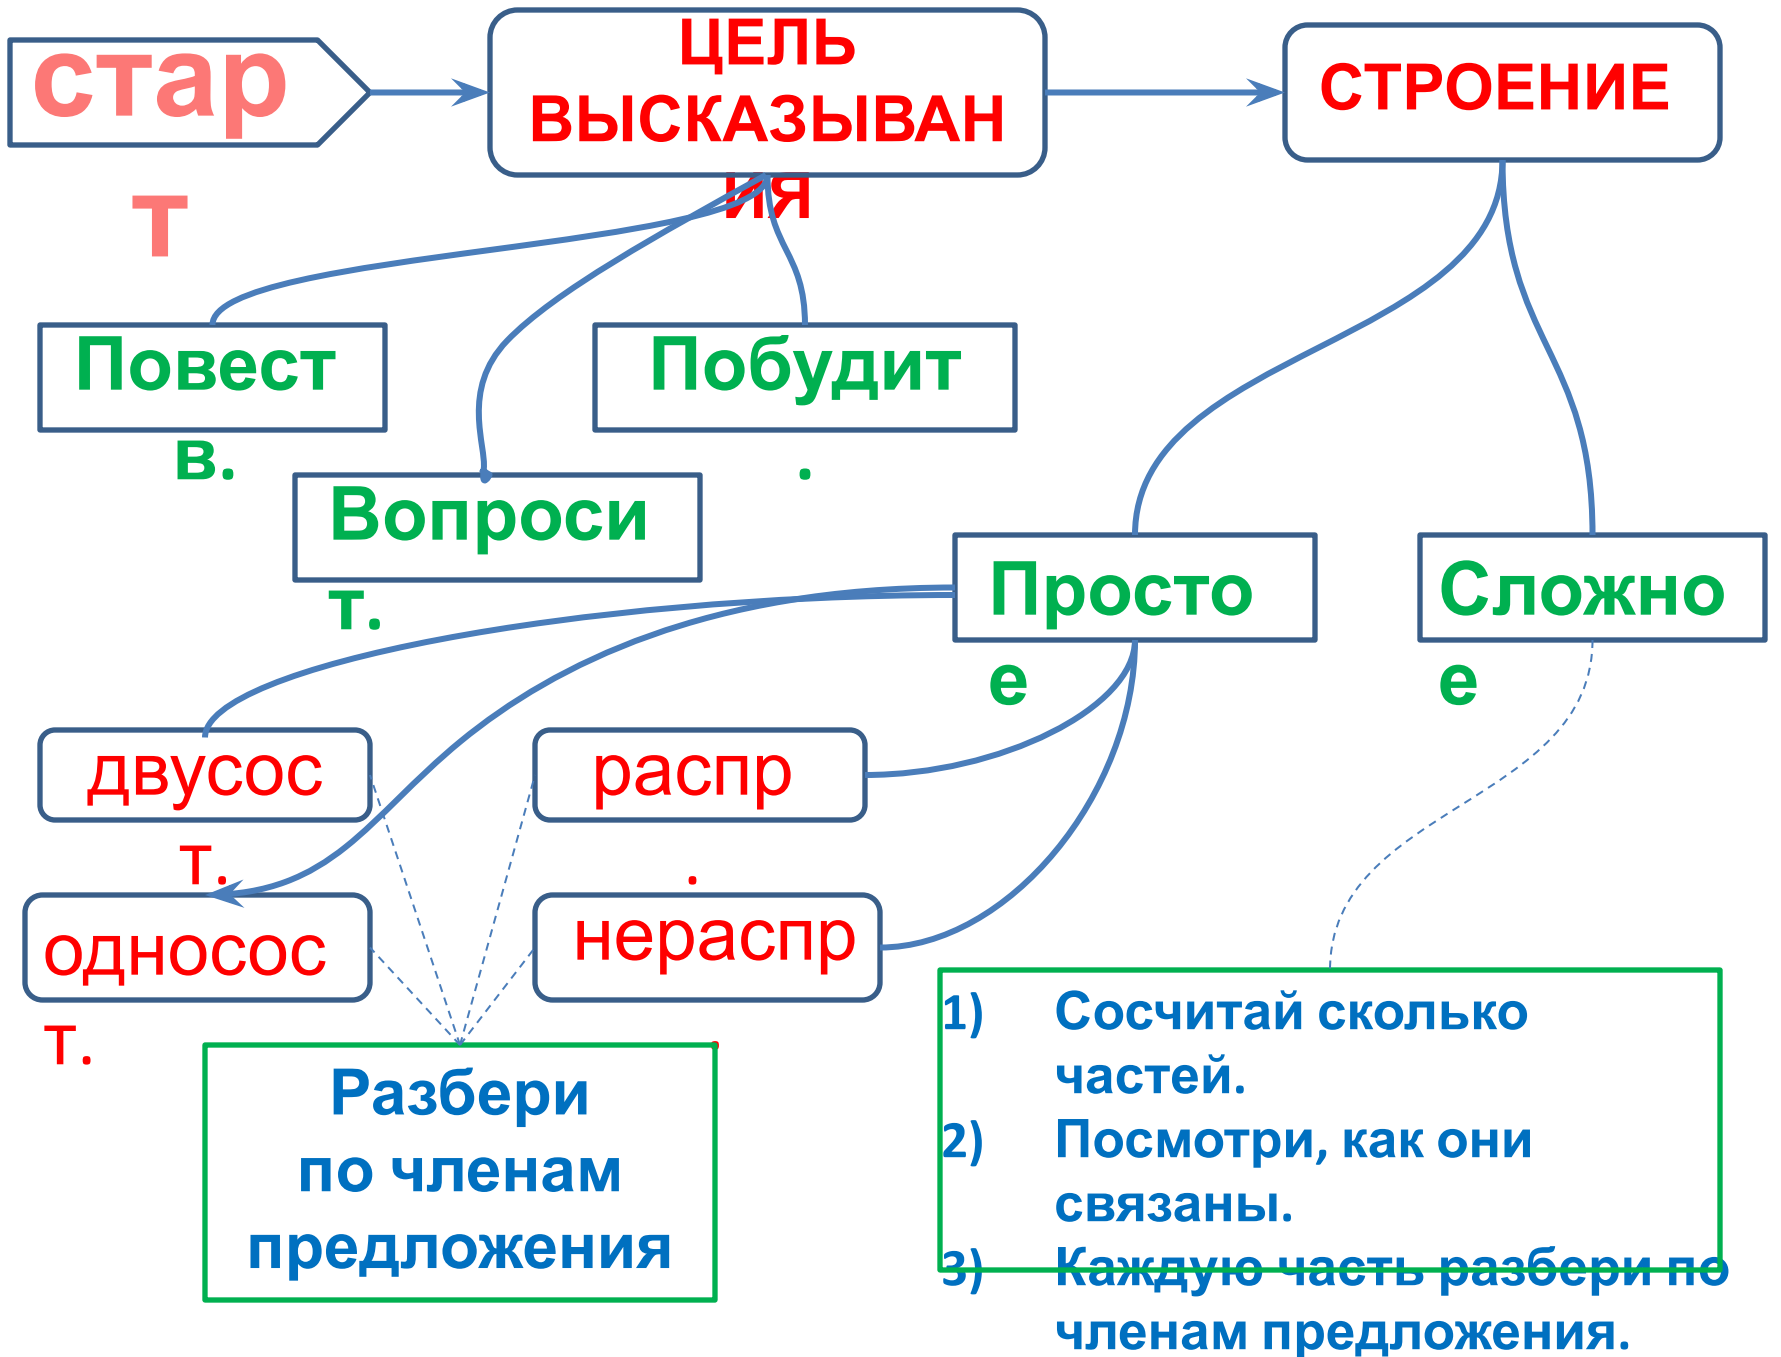 стар
т
ЦЕЛЬ
ВЫСКАЗЫВАН
ИЯ
СТРОЕНИЕ
Повест
в.
Побудит
.
Вопроси
т.
Просто
е
Сложно
е
двусос
т.
распр
.
односос
т.
нераспр
.
Разбери
по членам
предложения
1) Сосчитай сколько
частей.
2) Посмотри, как они
связаны.
3) Каждую часть разбери по
членам предложения.